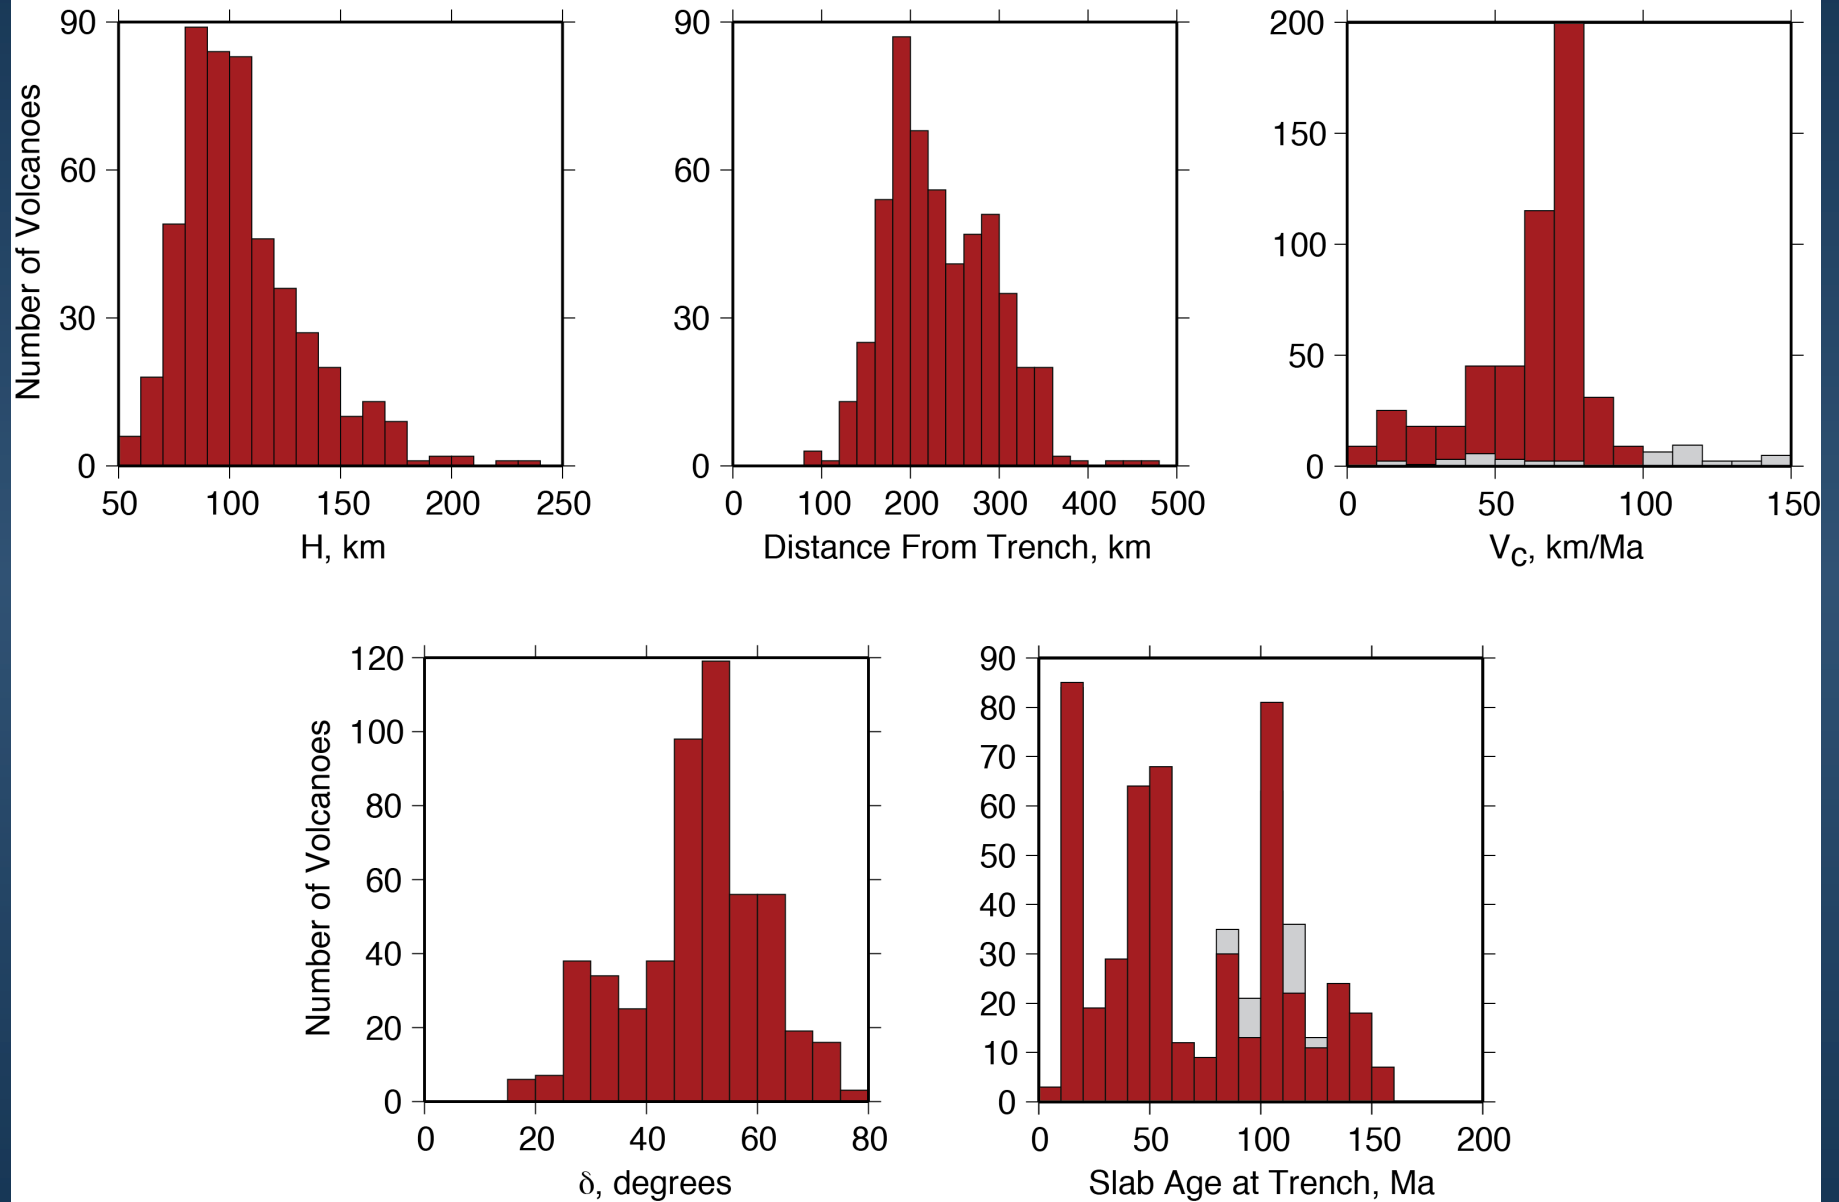 Number of Volcanoes
90
60
30
0
50 100 150 200 250
H, km
90
60
30
0
0 100 200 300 400 500
Distance From Trench, km
200
150
100
50
0
0 50 100 150
Vc, km/Ma
Number of Volcanoes
120
100
80
60
40
20
0
0 20 40 60 80
δ, degrees
90
80
70
60
50
40
30
20
10
0
0 50 100 150 200
Slab Age at Trench, Ma